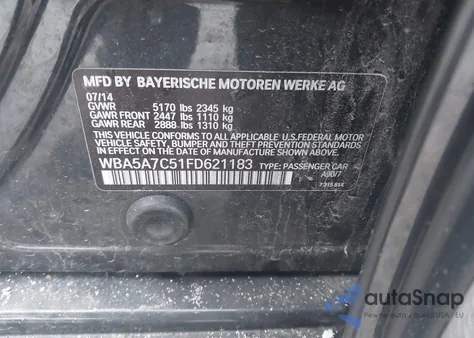 MFD BY BAYERISCHE MOTOREN WERKE AG
07/14
GVWR 5170 lbs 2345 kg
GAWR FRONT 2447 lbs 1110 kg
GAWR REAR 2888 lbs 1310 kg
THIS VEHICLE CONFORMS TO ALL APPLICABLE U.S.FEDERAL MOTOR
VEHICLE SAFETY, BUMPER, AND THEFT PREVENTION STANDARDS
IN EFFECT ON THE DATE OF MANUFACTURE SHOWN ABOVE.
WBA5A7C51FD621183 TYPE: PASSENGER CAR
A90/7
autoSnap